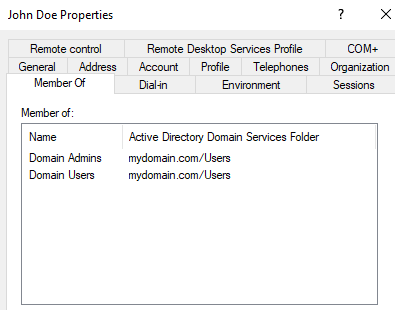 John Doe Properties ? ×
Remote control Remote Desktop Services Profile COM+
General Address Account Profile Telephones Organization
Member Of Dial-in Environment Sessions
Member of:
Name Active Directory Domain Services Folder
Domain Admins mydomain.com/Users
Domain Users mydomain.com/Users